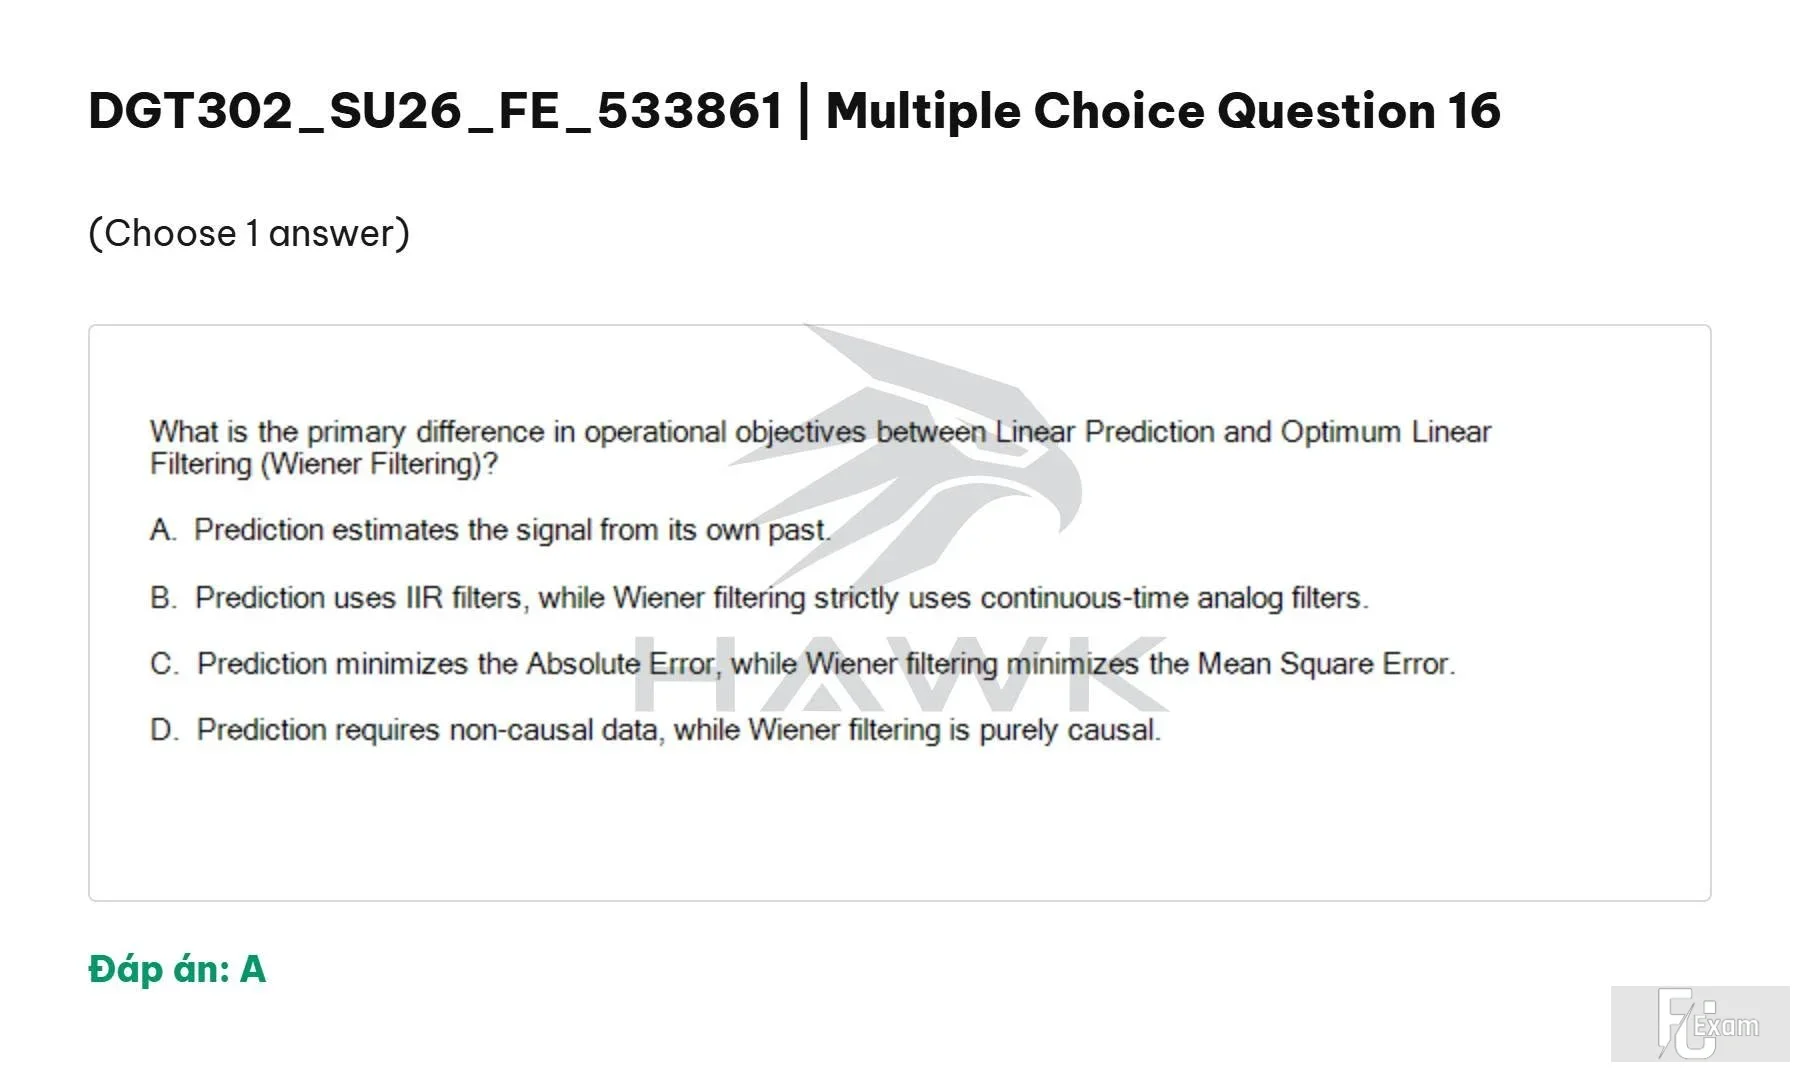 DGT302_SU26_FE_533861 | Multiple Choice Question 16
(Choose 1 answer)
What is the primary difference in operational objectives between Linear Prediction and Optimum Linear
Filtering (Wiener Filtering)?
A. Prediction estimates the signal from its own past.
B. Prediction uses IIR filters, while Wiener filtering strictly uses continuous-time analog filters.
C. Prediction minimizes the Absolute Error, while Wiener filtering minimizes the Mean Square Error.
HAWK
D. Prediction requires non-causal data, while Wiener filtering is purely causal.
Đáp án: A
FU Exam